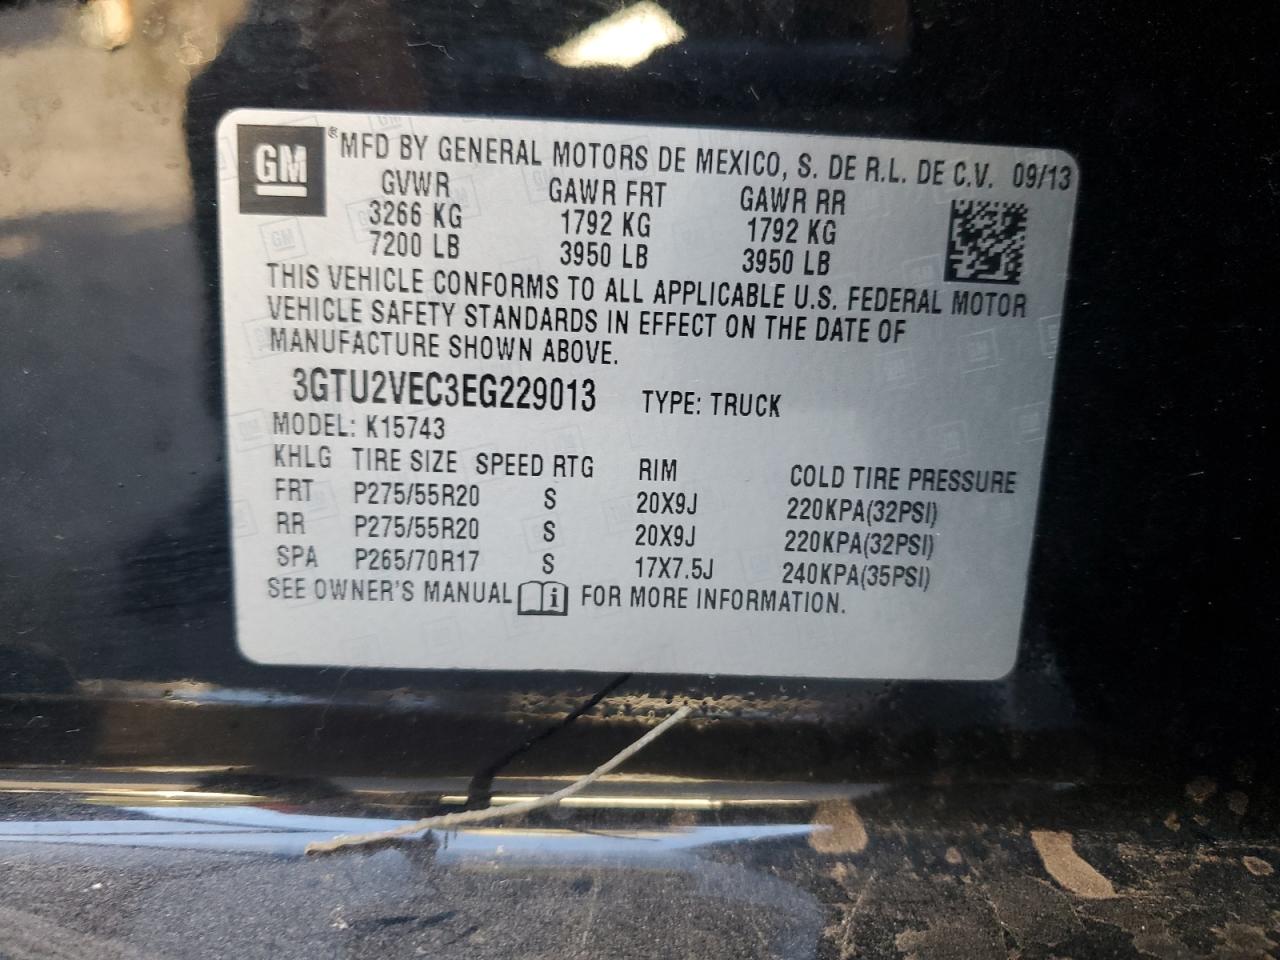 GM ® MFD BY GENERAL MOTORS DE MEXICO, S. DE R.L. DE C.V. 09/13
GVWR GAWR FRT GAWR RR
3266 KG 1792 KG 1792 KG
7200 LB 3950 LB 3950 LB
THIS VEHICLE CONFORMS TO ALL APPLICABLE U.S. FEDERAL MOTOR
VEHICLE SAFETY STANDARDS IN EFFECT ON THE DATE OF
MANUFACTURE SHOWN ABOVE.
3GTU2VEC3EG229013 TYPE: TRUCK
MODEL: K15743
KHLG TIRE SIZE SPEED RTG RIM COLD TIRE PRESSURE
FRT P275/55R20 S 20X9J 220KPA(32PSI)
RR P275/55R20 S 20X9J 220KPA(32PSI)
SPA P265/70R17 S 17X7.5J 240KPA(35PSI)
SEE OWNER'S MANUAL i FOR MORE INFORMATION.